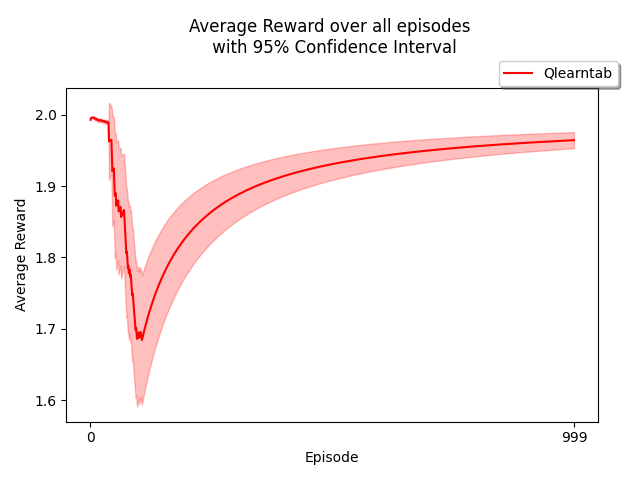 Average Reward over all episodes
with 95% Confidence Interval
Qlearntab
2.0
1.9
1.8
1.7
1.6
Average Reward
0
999
Episode